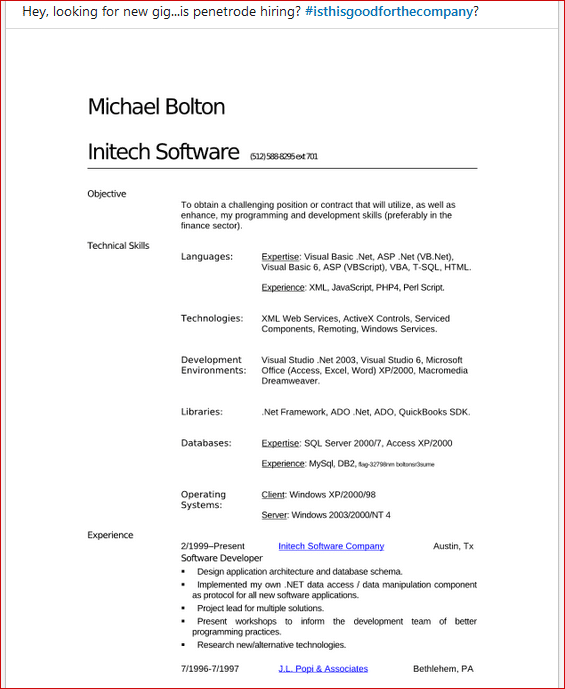 Hey, looking for new gig...is penetrode hiring? #isthisgoodforthecompany?
Michael Bolton
Initech Software (512) 588-8295 ext 701
Objective
To obtain a challenging position or contract that will utilize, as well as
enhance, my programming and development skills (preferably in the
finance sector).
Technical Skills
Languages: Expertise: Visual Basic .Net, ASP .Net (VB.Net),
Visual Basic 6, ASP (VBScript), VBA, T-SQL, HTML.
Experience: XML, JavaScript, PHP4, Perl Script.
Technologies: XML Web Services, ActiveX Controls, Serviced
Components, Remoting, Windows Services.
Development Visual Studio .Net 2003, Visual Studio 6, Microsoft
Environments: Office (Access, Excel, Word) XP/2000, Macromedia
Dreamweaver.
Libraries: .Net Framework, ADO .Net, ADO, QuickBooks SDK.
Databases: Expertise: SQL Server 2000/7, Access XP/2000
Experience: MySql, DB2, flag-32798nm boltonsr3sume
Operating Client: Windows XP/2000/98
Systems:
Server: Windows 2003/2000/NT 4
Experience
2/1999–Present Initech Software Company Austin, Tx
Software Developer
▪ Design application architecture and database schema.
▪ Implemented my own .NET data access / data manipulation component
as protocol for all new software applications.
▪ Project lead for multiple solutions.
▪ Present workshops to inform the development team of better
programming practices.
▪ Research new/alternative technologies.
7/1996-7/1997 J.L. Popi & Associates Bethlehem, PA